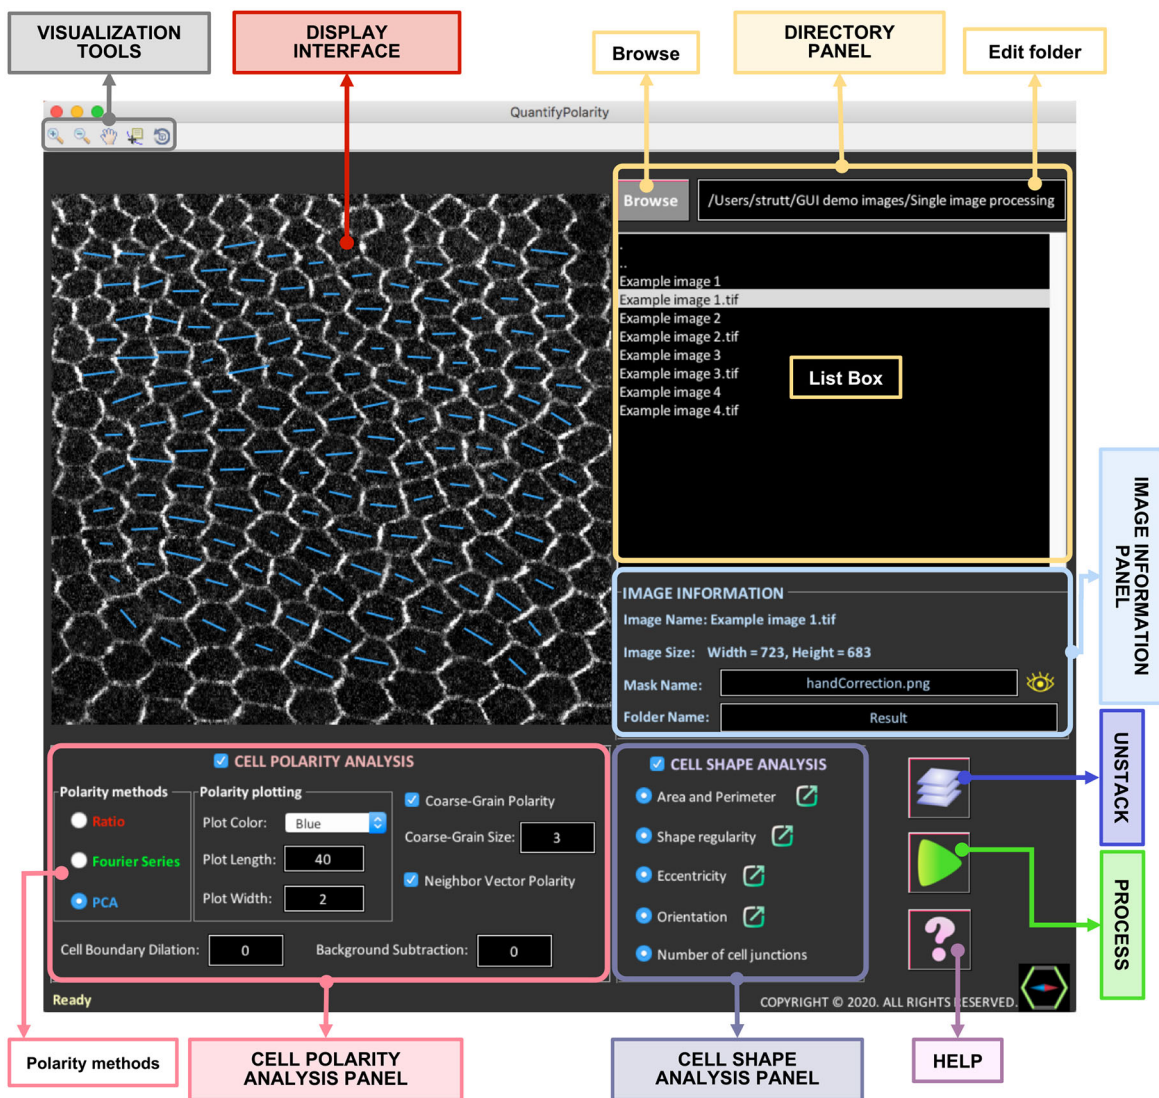 VISUALIZATION
TOOLS
DISPLAY
INTERFACE
Browse
DIRECTORY
PANEL
Edit folder
QuantifyPolarity
Browse
/Users/strutt/GUI demo images/Single image processing
.
..
Example image 1
Example image 1.tif
Example image 2
Example image 2.tif
Example image 3
Example image 3.tif
Example image 4
Example image 4.tif
List Box
IMAGE INFORMATION
PANEL
IMAGE INFORMATION
Image Name: Example image 1.tif
Image Size: Width = 723, Height = 683
Mask Name: handCorrection.png
Folder Name: Result
UNSTACK
PROCESS
CELL POLARITY ANALYSIS
Polarity methods
Ratio
Fourier Series
PCA
Polarity plotting
Plot Color: Blue
Plot Length: 40
Plot Width: 2
Coarse-Grain Polarity
Coarse-Grain Size: 3
Neighbor Vector Polarity
Cell Boundary Dilation: 0
Background Subtraction: 0
CELL SHAPE ANALYSIS
Area and Perimeter
Shape regularity
Eccentricity
Orientation
Number of cell junctions
?
Ready
COPYRIGHT © 2020. ALL RIGHTS RESERVED.
Polarity methods
CELL POLARITY
ANALYSIS PANEL
CELL SHAPE
ANALYSIS PANEL
HELP